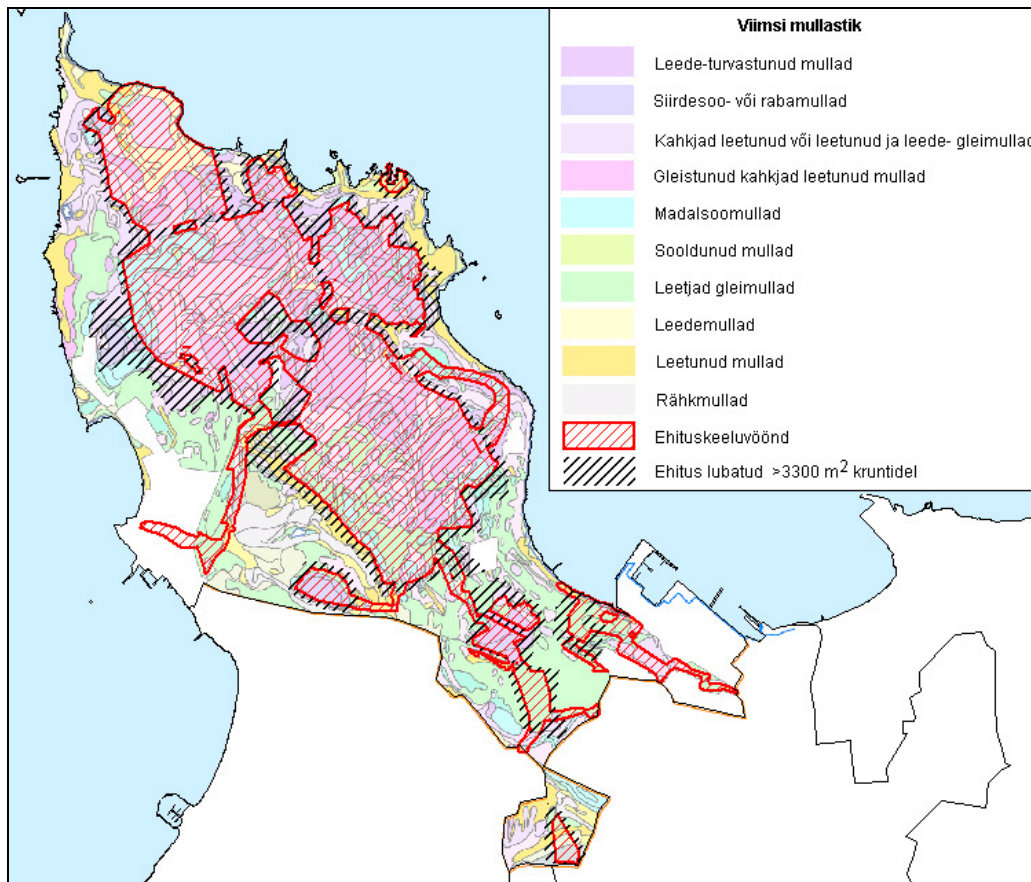 Viimsi mullastik
Leede-turvastunud mullad
Siirdesoo- või rabamullad
Kahkjad leetunud või leetunud ja leede- gleimullad
Gleistunud kahkjad leetunud mullad
Madalsoomullad
Sooldunud mullad
Leetjad gleimullad
Leedemullad
Leetunud mullad
Rähkmullad
Ehituskeeluvöönd
Ehitus lubatud >3300 m² kruntidel